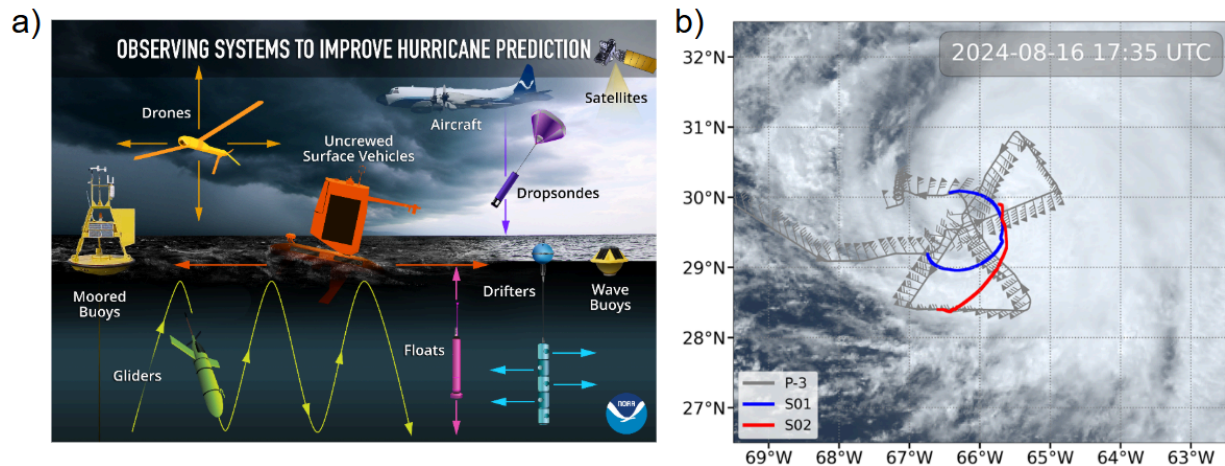 a)
OBSERVING SYSTEMS TO IMPROVE HURRICANE PREDICTION
Drones
Aircraft
Satellites
Uncrewed
Surface Vehicles
Dropsondes
Moored
Buoys
Drifters
Wave
Buoys
Gliders
Floats
NOAA
b)
2024-08-16 17:35 UTC
32°N
31°N
30°N
29°N
28°N
27°N
P-3
S01
S02
69°W 68°W 67°W 66°W 65°W 64°W 63°W